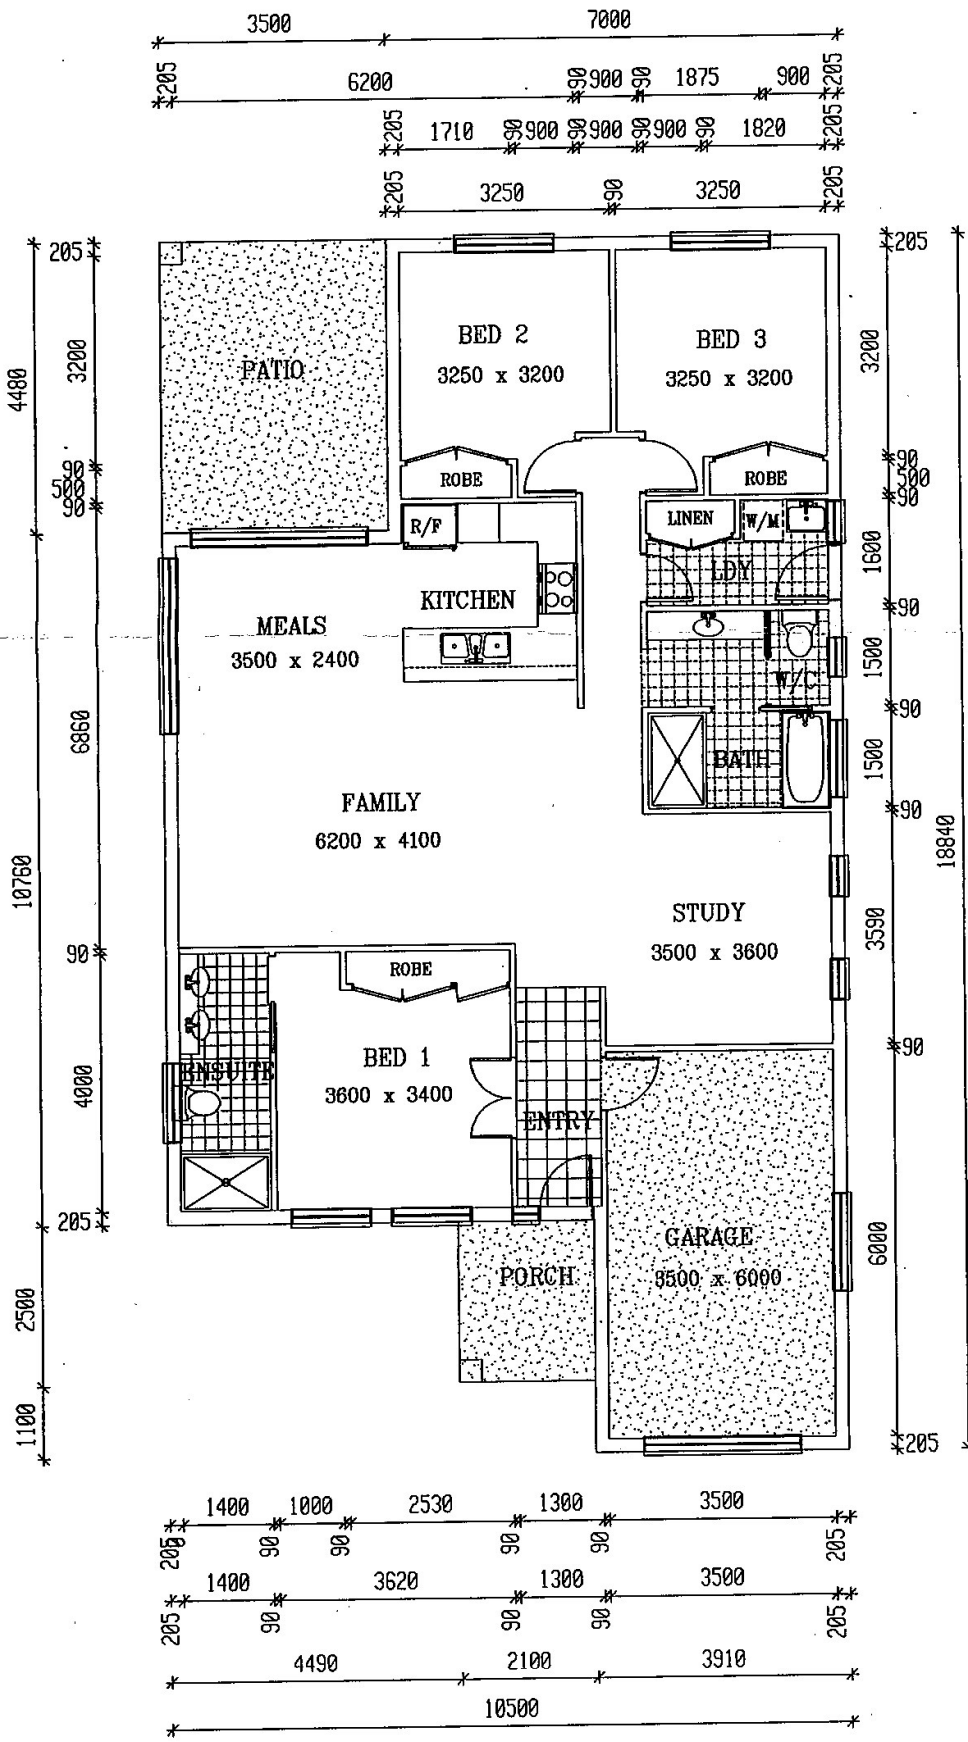 3500 7000
205 6200 90 900 90 1875 900 205
205 1710 90 900 90 900 90 900 90 1820 205
205 3250 90 3250 205
205
205
BED 2
3250 x 3200
BED 3
3250 x 3200
PATIO
4480
3200
3200
ROBE
ROBE
90
500
90
90
500
90
R/F
LINEN
W/M
LDY
1600
KITCHEN
MEALS
3500 x 2400
90
W/C
1500
90
6860
BATH
1500
FAMILY
6200 x 4100
90
10760
18840
STUDY
3500 x 3600
3590
90
ROBE
90
BED 1
3600 x 3400
ENSUITE
4000
ENTRY
205
GARAGE
3500 x 6000
6000
PORCH
2500
1100
205
205 1400 90 1000 90 2530 90 1300 90 3500 205
205 1400 90 3620 90 1300 90 3500 205
4490 2100 3910
10500